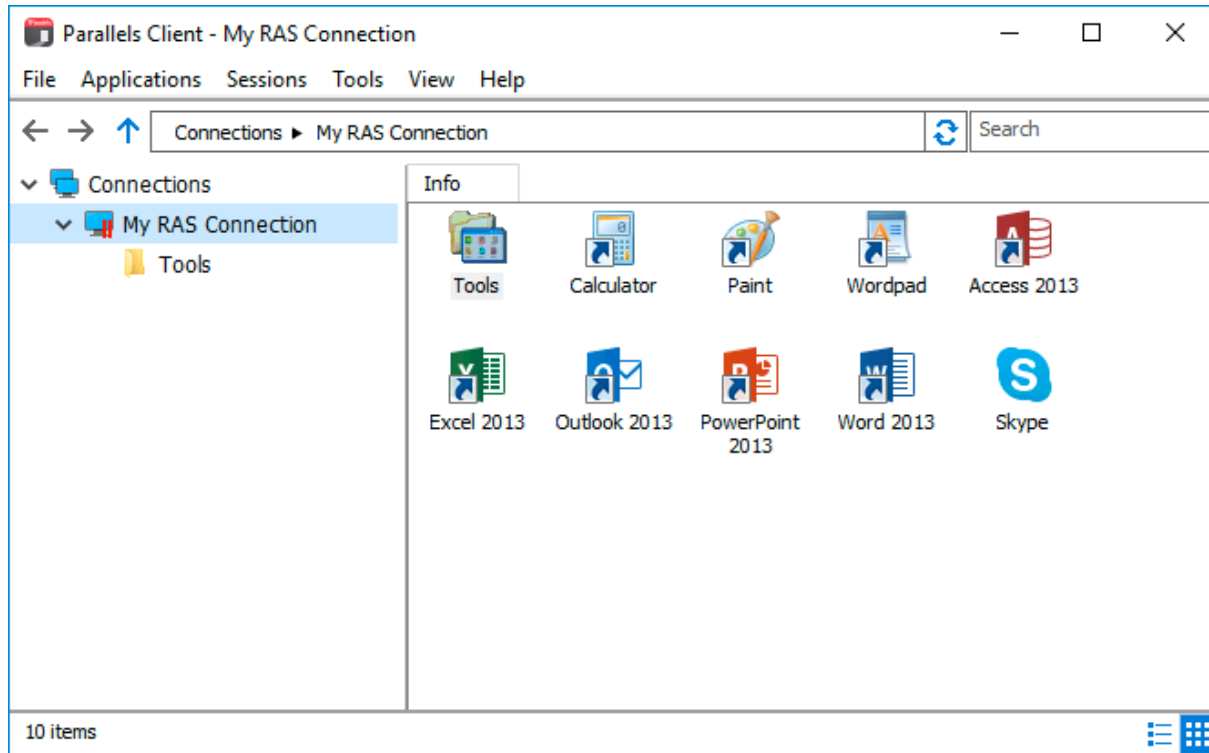 Parallels Client - My RAS Connection
File Applications Sessions Tools View Help
Connections ▸ My RAS Connection
Search
Connections
My RAS Connection
Tools
Info
Tools Calculator Paint Wordpad Access 2013
Excel 2013 Outlook 2013 PowerPoint 2013 Word 2013 Skype
10 items